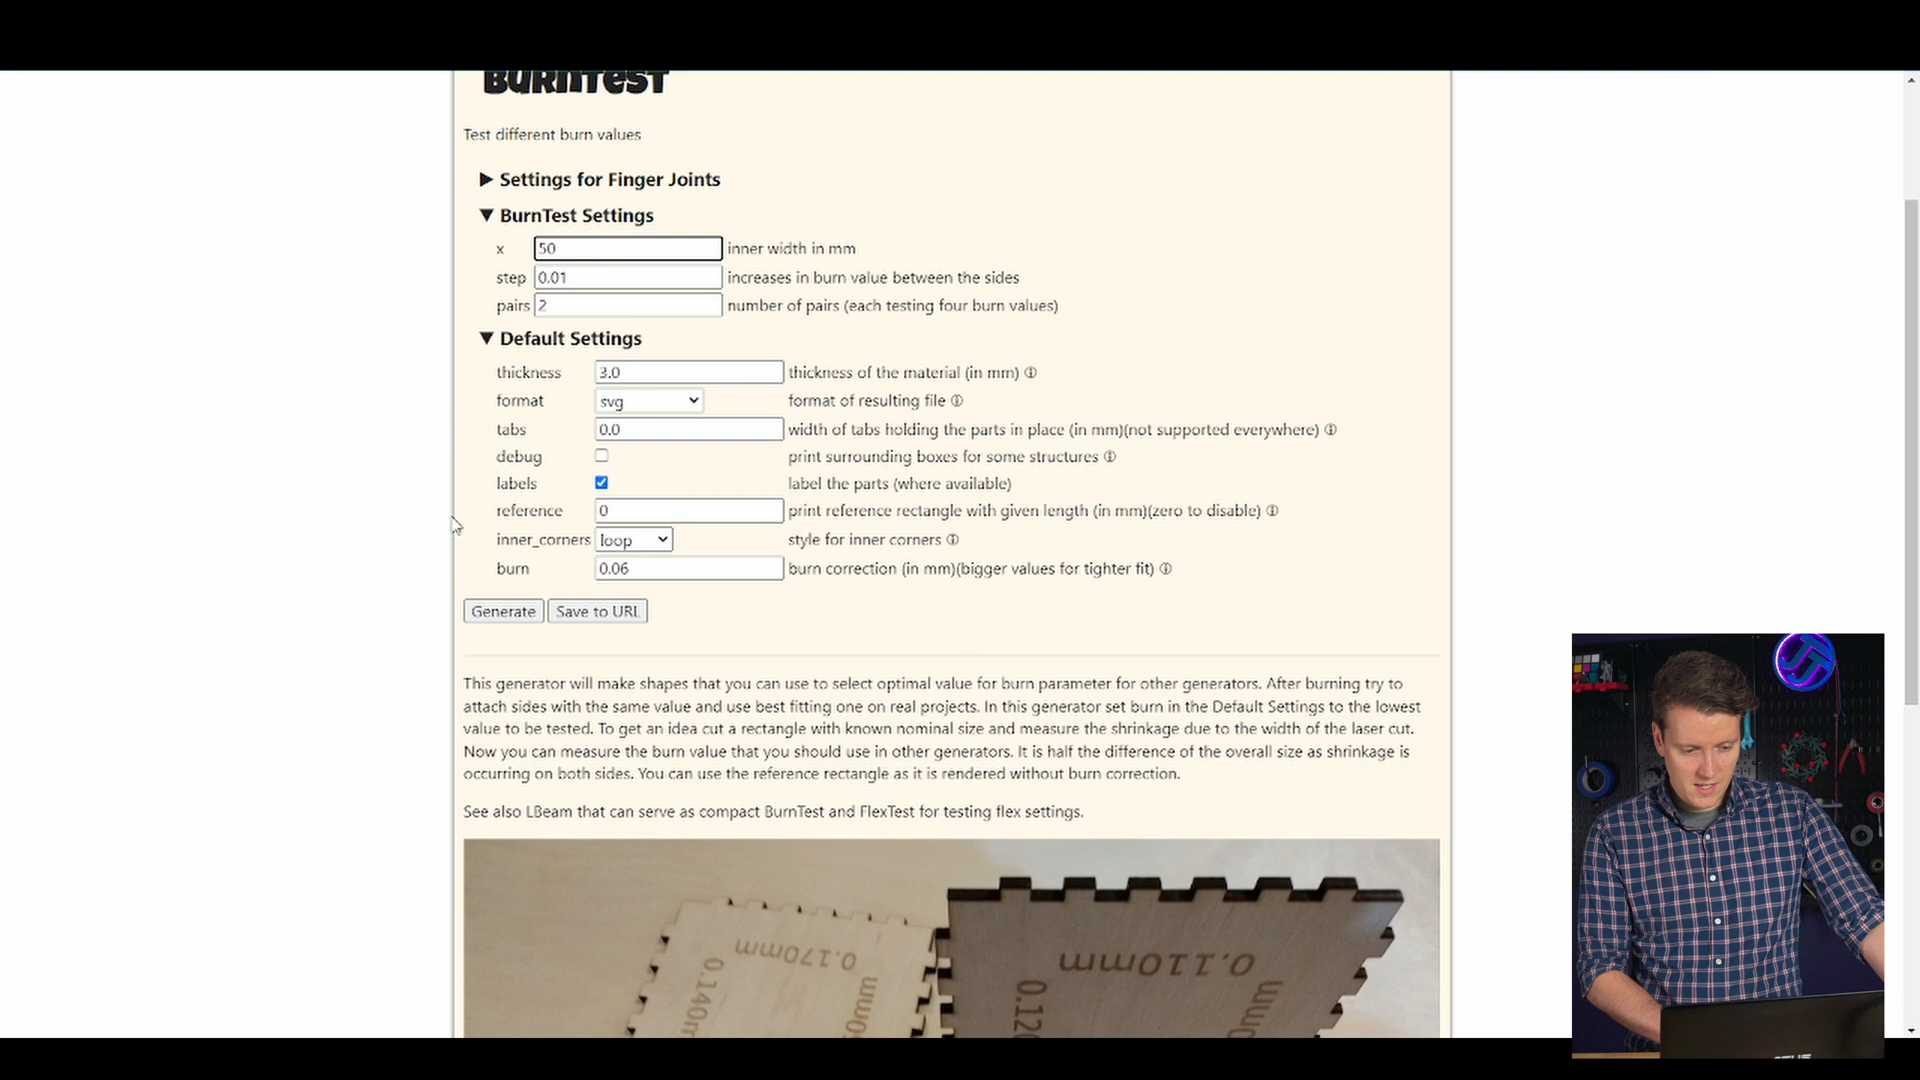 BURNTEST
Test different burn values
▶ Settings for Finger Joints
▼ BurnTest Settings
x 50 inner width in mm
step 0.01 increases in burn value between the sides
pairs 2 number of pairs (each testing four burn values)
▼ Default Settings
thickness 3.0 thickness of the material (in mm) ⓘ
format svg format of resulting file ⓘ
tabs 0.0 width of tabs holding the parts in place (in mm)(not supported everywhere) ⓘ
debug print surrounding boxes for some structures ⓘ
labels label the parts (where available)
reference 0 print reference rectangle with given length (in mm)(zero to disable) ⓘ
inner_corners loop style for inner corners ⓘ
burn 0.06 burn correction (in mm)(bigger values for tighter fit) ⓘ
Generate Save to URL
This generator will make shapes that you can use to select optimal value for burn parameter for other generators. After burning try to
attach sides with the same value and use best fitting one on real projects. In this generator set burn in the Default Settings to the lowest
value to be tested. To get an idea cut a rectangle with known nominal size and measure the shrinkage due to the width of the laser cut.
Now you can measure the burn value that you should use in other generators. It is half the difference of the overall size as shrinkage is
occurring on both sides. You can use the reference rectangle as it is rendered without burn correction.
See also LBeam that can serve as compact BurnTest and FlexTest for testing flex settings.
0.170mm
0.110mm
JT